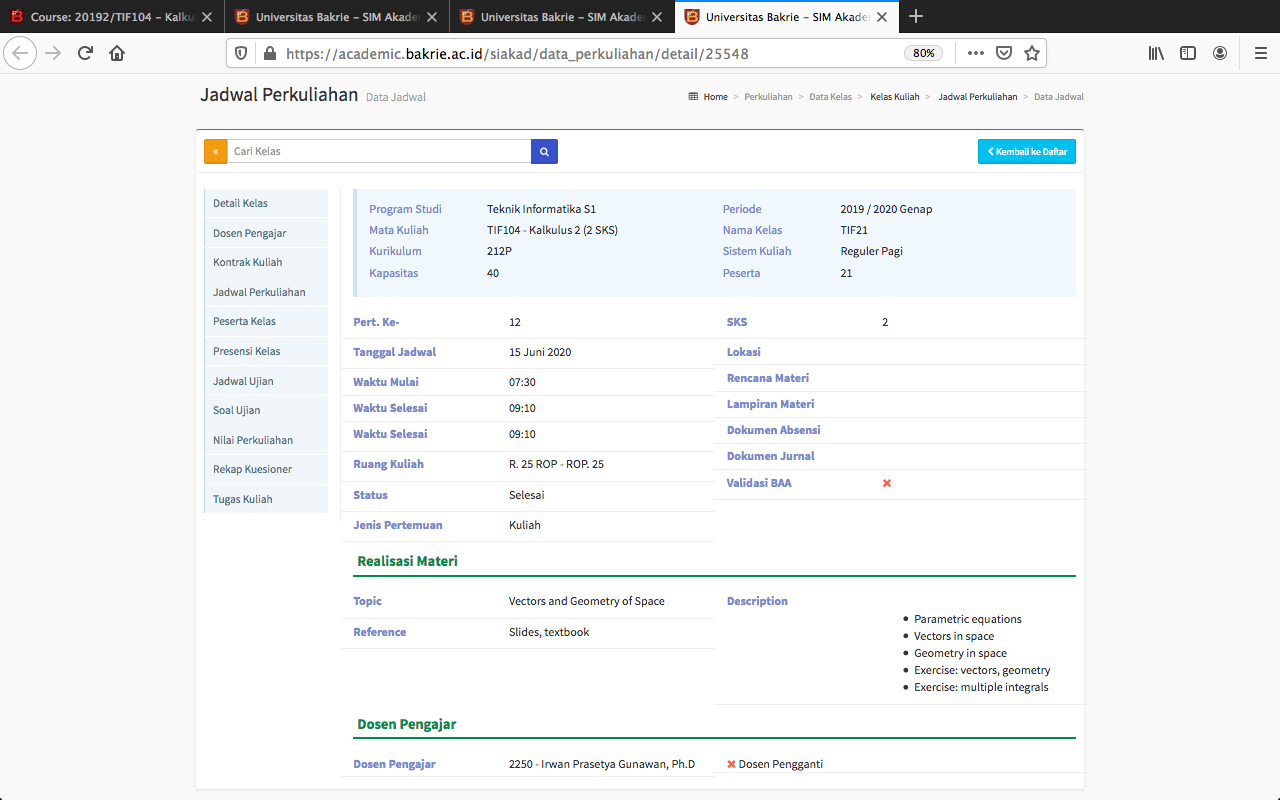 Course: 20192/TIF104 - Kalku
Universitas Bakrie - SIM Akade
Universitas Bakrie - SIM Akade
Universitas Bakrie - SIM Akade
https://academic.bakrie.ac.id/siakad/data_perkuliahan/detail/25548
80%
Jadwal Perkuliahan Data Jadwal
Home > Perkuliahan > Data Kelas > Kelas Kuliah > Jadwal Perkuliahan > Data Jadwal
« Cari Kelas
Kembali ke Daftar
Detail Kelas
Dosen Pengajar
Kontrak Kuliah
Jadwal Perkuliahan
Peserta Kelas
Presensi Kelas
Jadwal Ujian
Soal Ujian
Nilai Perkuliahan
Rekap Kuesioner
Tugas Kuliah
Program Studi Teknik Informatika S1 Periode 2019 / 2020 Genap
Mata Kuliah TIF104 - Kalkulus 2 (2 SKS) Nama Kelas TIF21
Kurikulum 212P Sistem Kuliah Reguler Pagi
Kapasitas 40 Peserta 21
Pert. Ke- 12
Tanggal Jadwal 15 Juni 2020
Waktu Mulai 07:30
Waktu Selesai 09:10
Waktu Selesai 09:10
Ruang Kuliah R. 25 ROP - ROP. 25
Status Selesai
Jenis Pertemuan Kuliah
SKS 2
Lokasi
Rencana Materi
Lampiran Materi
Dokumen Absensi
Dokumen Jurnal
Validasi BAA
Realisasi Materi
Topic Vectors and Geometry of Space
Reference Slides, textbook
Description
• Parametric equations
• Vectors in space
• Geometry in space
• Exercise: vectors, geometry
• Exercise: multiple integrals
Dosen Pengajar
Dosen Pengajar 2250 - Irwan Prasetya Gunawan, Ph.D
Dosen Pengganti